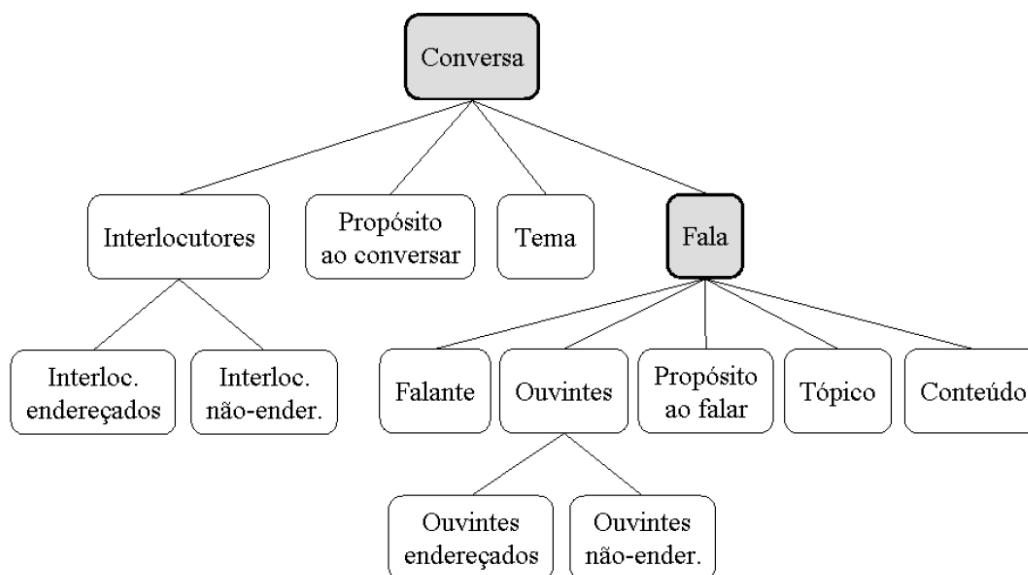 Conversa
Interlocutores
Propósito
ao conversar
Tema
Fala
Interloc.
endereçados
Interloc.
não-ender.
Falante
Ouvintes
Propósito
ao falar
Tópico
Conteúdo
Ouvintes
endereçados
Ouvintes
não-ender.